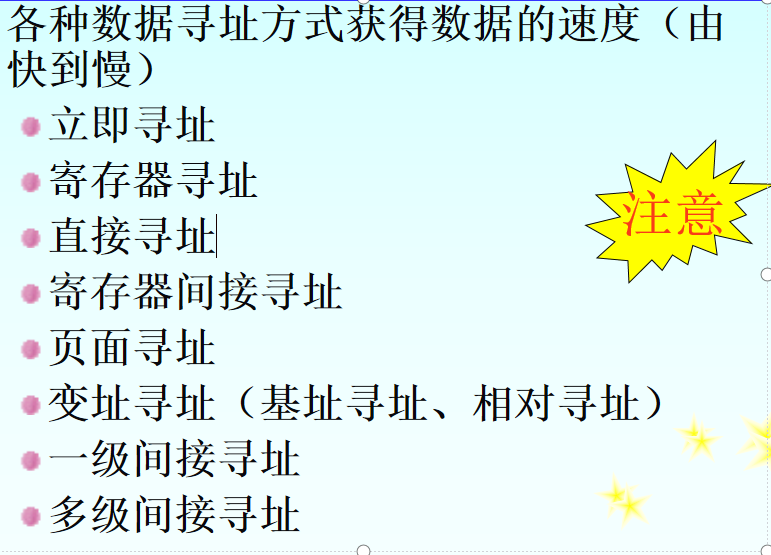 各种数据寻址方式获得数据的速度（由
快到慢）
立即寻址
寄存器寻址
直接寻址
寄存器间接寻址
页面寻址
变址寻址（基址寻址、相对寻址）
一级间接寻址
多级间接寻址
注意